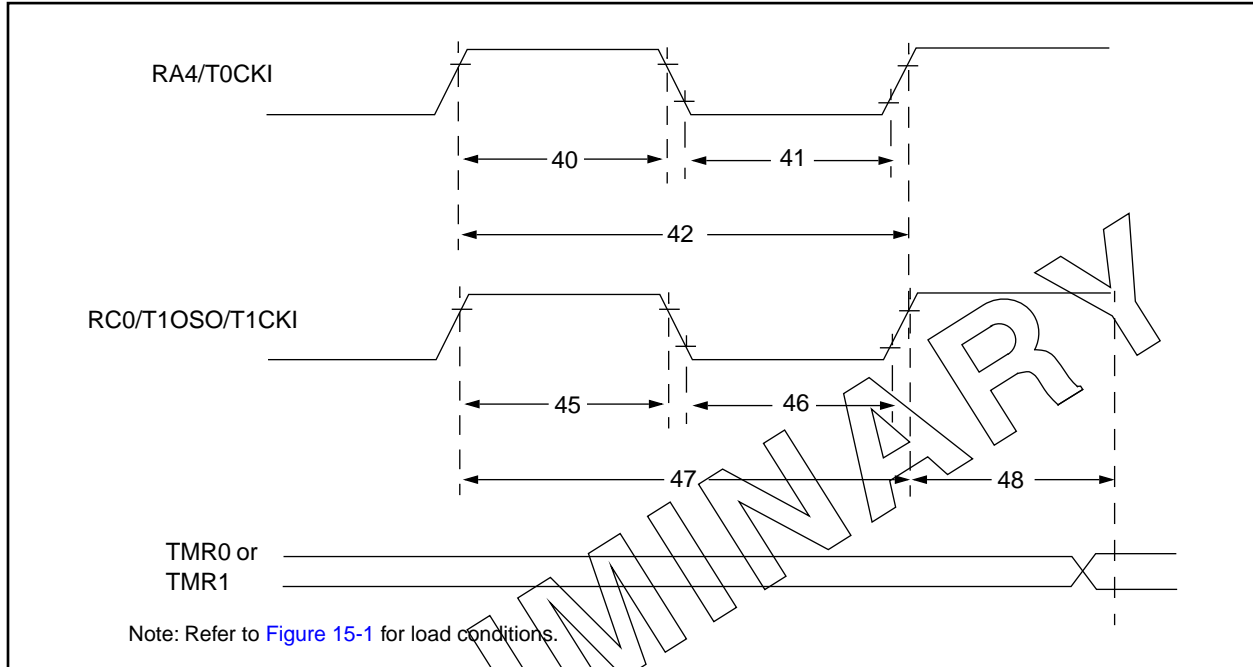 RA4/T0CKI
40
41
42
RC0/T1OSO/T1CKI
45
46
47
48
TMR0 or
TMR1
Note: Refer to Figure 15-1 for load conditions.
IMINARY